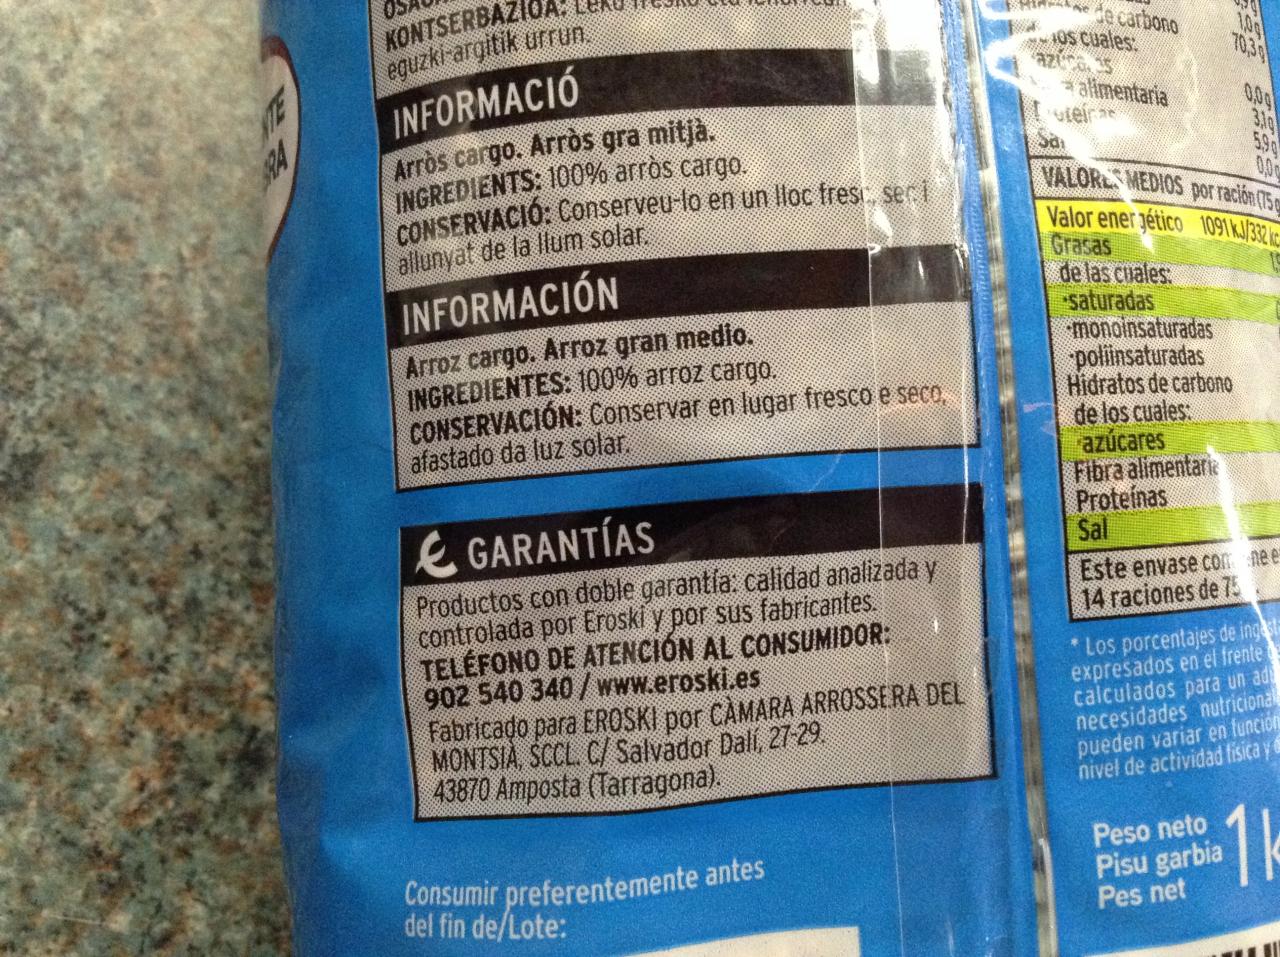 KONTSERBAZIOA:
eguzki-argitik urrun.
INFORMACIÓ
Arròs cargo. Arròs gra mitjà.
INGREDIENTS: 100% arròs cargo.
CONSERVACIÓ: Conserveu-lo en un lloc fresc, sec i
allunyat de la llum solar.
INFORMACIÓN
Arroz cargo. Arroz gran medio.
INGREDIENTES: 100% arroz cargo.
CONSERVACIÓN: Conservar en lugar fresco e seco,
afastado da luz solar.
GARANTÍAS
Productos con doble garantía: calidad analizada y
controlada por Eroski y por sus fabricantes.
TELÉFONO DE ATENCIÓN AL CONSUMIDOR:
902 540 340 / www.eroski.es
Fabricado para EROSKI por CÀMARA ARROSSERA DEL
MONTSIÀ, SCCL. C/ Salvador Dalí, 27-29.
43870 Amposta (Tarragona).
Consumir preferentemente antes
del fin de/Lote:
de carbono 1,0g
los cuales: 70,3g
azúcares
alimentaria 0,0g
3,1g
5,9g
VALORES MEDIOS por ración (75
Valor energético 1091 kJ/332
Grasas
de las cuales:
·saturadas
·monoinsaturadas
·poliinsaturadas
Hidratos de carbono
de los cuales:
·azúcares
Fibra alimentaria
Proteínas
Sal
Este envase
14 raciones de 75
* Los porcentajes de
expresados en el frente
calculados para un
necesidades
pueden variar en función
nivel de actividad física y
Peso neto
Pisu garbia
Pes net
1